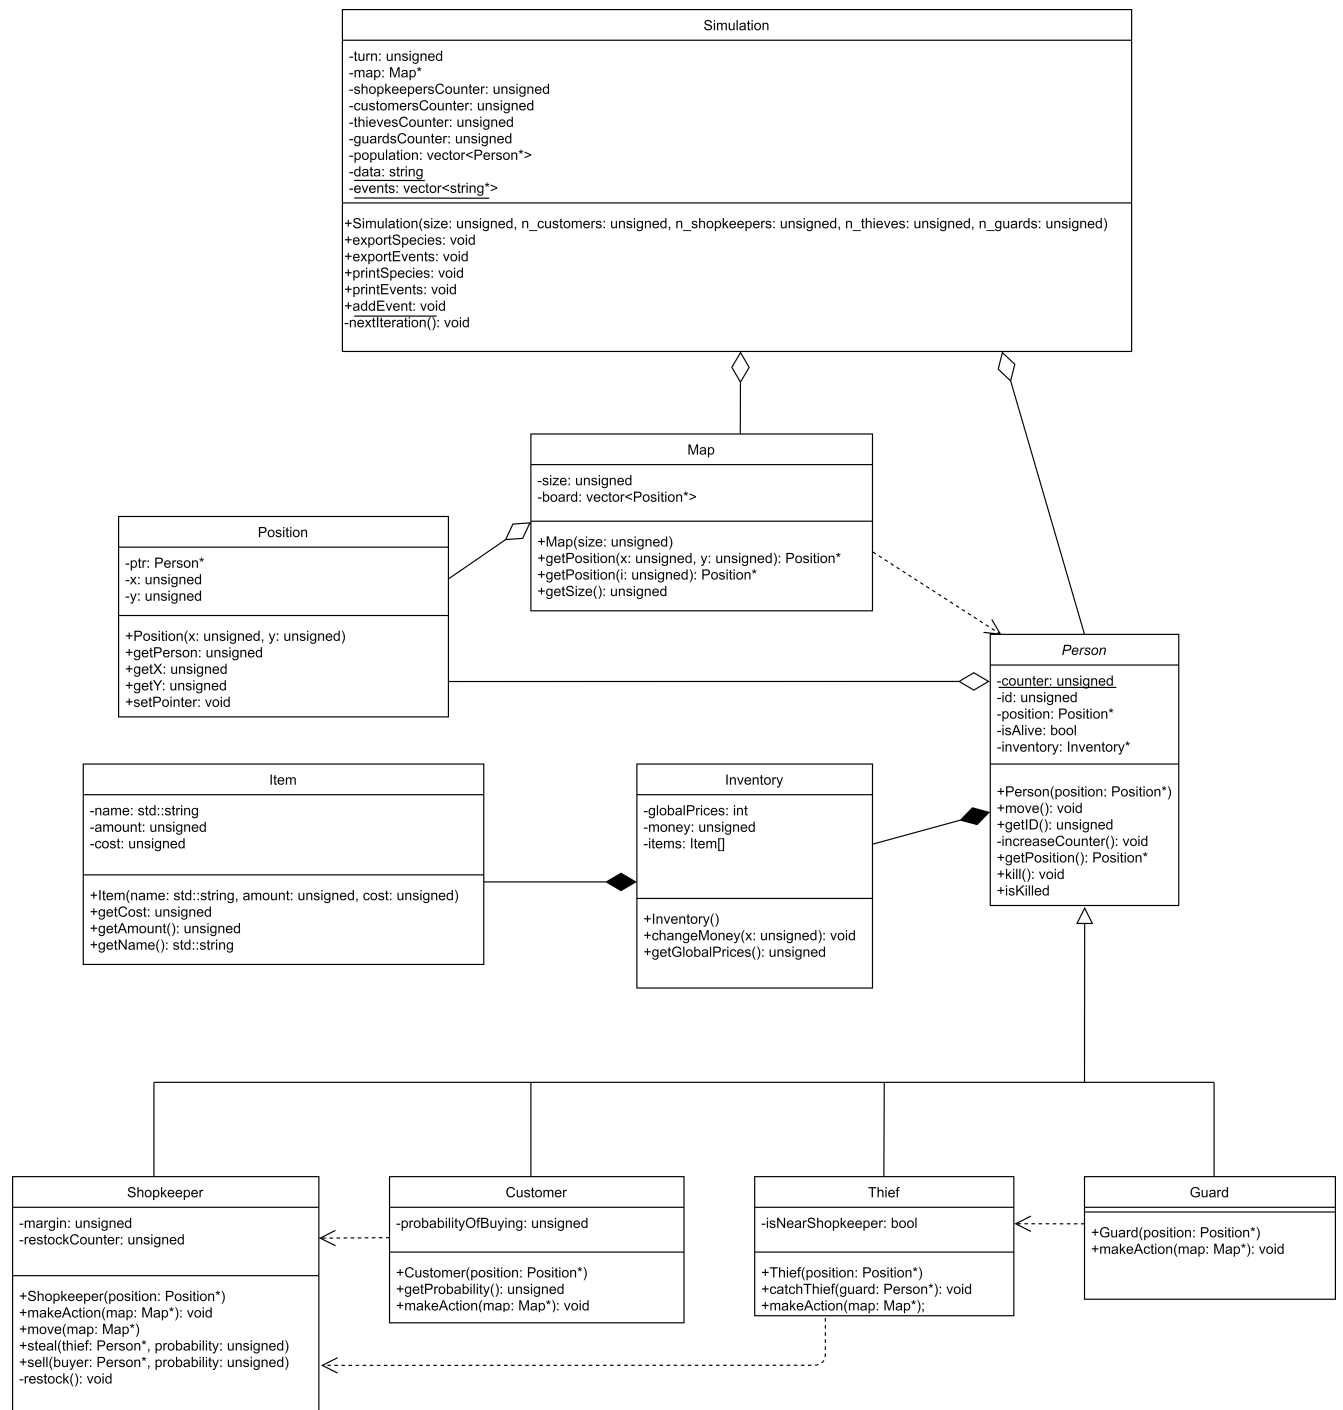 Simulation
-turn: unsigned
-map: Map*
-shopkeepersCounter: unsigned
-customersCounter: unsigned
-thievesCounter: unsigned
-guardsCounter: unsigned
-population: vector<Person*>
-data: string
-events: vector<string*>
+Simulation(size: unsigned, n_customers: unsigned, n_shopkeepers: unsigned, n_thieves: unsigned, n_guards: unsigned)
+exportSpecies: void
+exportEvents: void
+printSpecies: void
+printEvents: void
+addEvent: void
-nextIteration(): void
Map
-size: unsigned
-board: vector<Position*>
+Map(size: unsigned)
+getPosition(x: unsigned, y: unsigned): Position*
+getPosition(i: unsigned): Position*
+getSize(): unsigned
Position
-ptr: Person*
-x: unsigned
-y: unsigned
+Position(x: unsigned, y: unsigned)
+getPerson: unsigned
+getX: unsigned
+getY: unsigned
+setPointer: void
Person
-counter: unsigned
-id: unsigned
-position: Position*
-isAlive: bool
-inventory: Inventory*
+Person(position: Position*)
+move(): void
+getID(): unsigned
-increaseCounter(): void
+getPosition(): Position*
+kill(): void
+isKilled
Item
-name: std::string
-amount: unsigned
-cost: unsigned
+Item(name: std::string, amount: unsigned, cost: unsigned)
+getCost: unsigned
+getAmount(): unsigned
+getName(): std::string
Inventory
-globalPrices: int
-money: unsigned
-items: Item[]
+Inventory()
+changeMoney(x: unsigned): void
+getGlobalPrices(): unsigned
Shopkeeper
-margin: unsigned
-restockCounter: unsigned
+Shopkeeper(position: Position*)
+makeAction(map: Map*): void
+move(map: Map*)
+steal(thief: Person*, probability: unsigned)
+sell(buyer: Person*, probability: unsigned)
-restock(): void
Customer
-probabilityOfBuying: unsigned
+Customer(position: Position*)
+getProbability(): unsigned
+makeAction(map: Map*): void
Thief
-isNearShopkeeper: bool
+Thief(position: Position*)
+catchThief(guard: Person*): void
+makeAction(map: Map*);
Guard
+Guard(position: Position*)
+makeAction(map: Map*): void